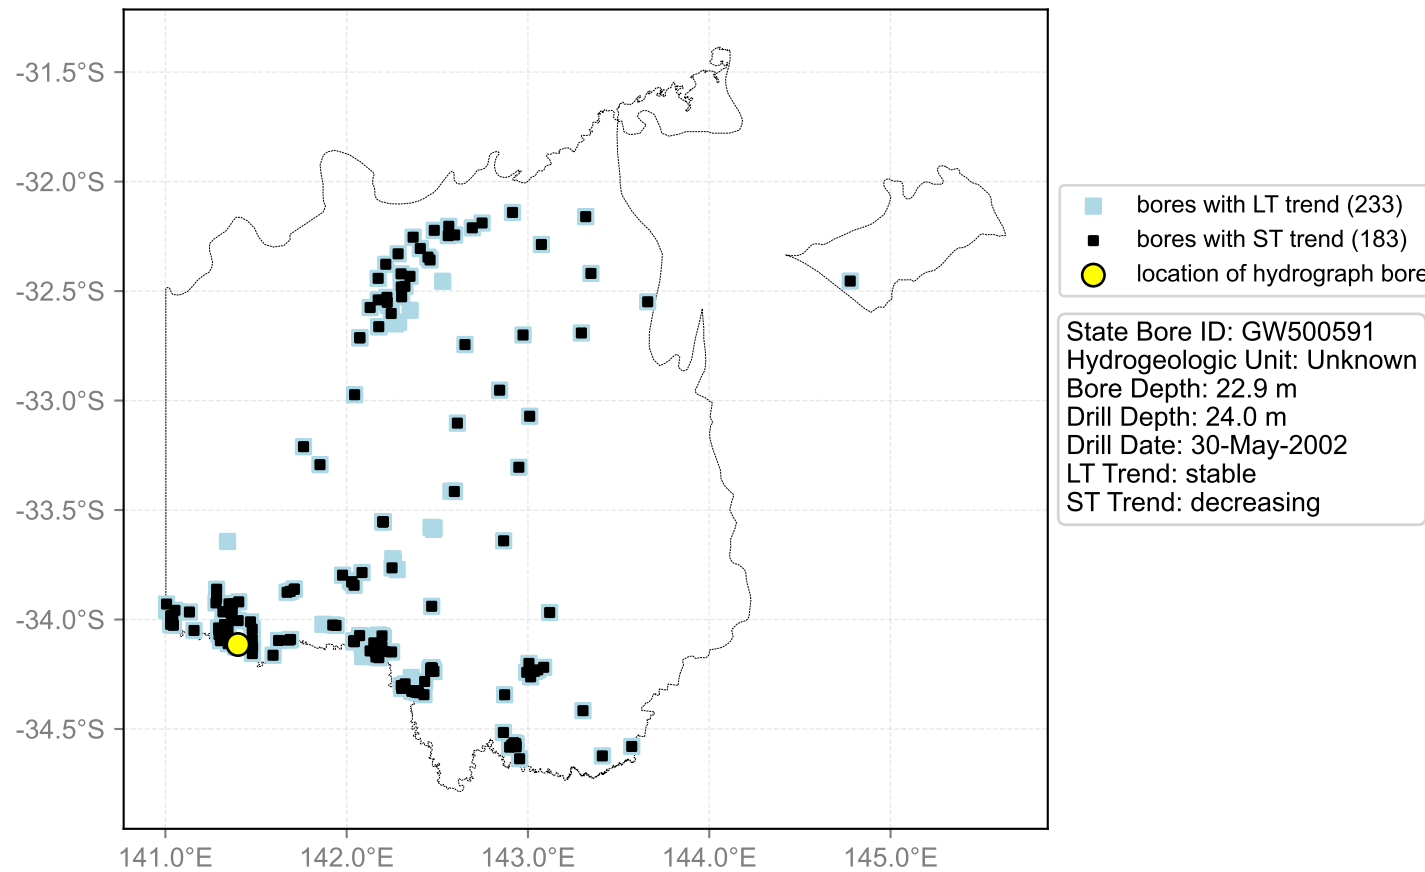 -31.5°S
-32.0°S
-32.5°S
-33.0°S
-33.5°S
-34.0°S
-34.5°S
141.0°E
142.0°E
143.0°E
144.0°E
145.0°E
bores with LT trend (233)
bores with ST trend (183)
location of hydrograph bore
State Bore ID: GW500591
Hydrogeologic Unit: Unknown
Bore Depth: 22.9 m
Drill Depth: 24.0 m
Drill Date: 30-May-2002
LT Trend: stable
ST Trend: decreasing